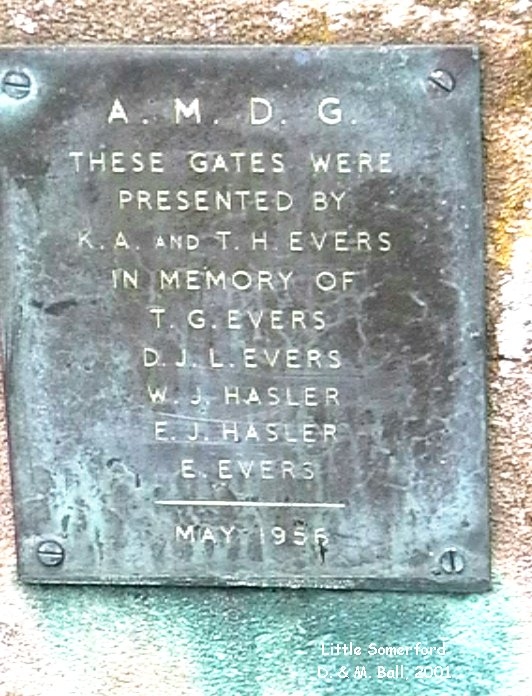 A. M. D. G.
THESE GATES WERE
PRESENTED BY
K. A. AND T. H. EVERS
IN MEMORY OF
T. G. EVERS
D. J. L. EVERS
W. J. HASLER
E. J. HASLER
E. EVERS
MAY 1956
Little Somerford
D. & M. Ball, 2001